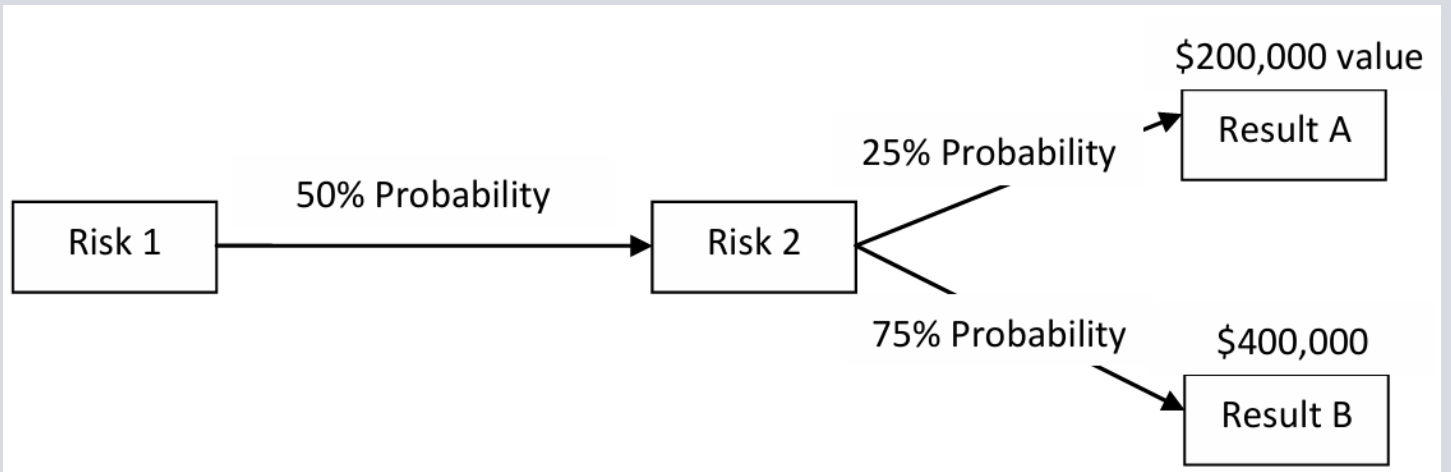 $200,000 value
Result A
25% Probability
50% Probability
Risk 1
Risk 2
75% Probability
$400,000
Result B